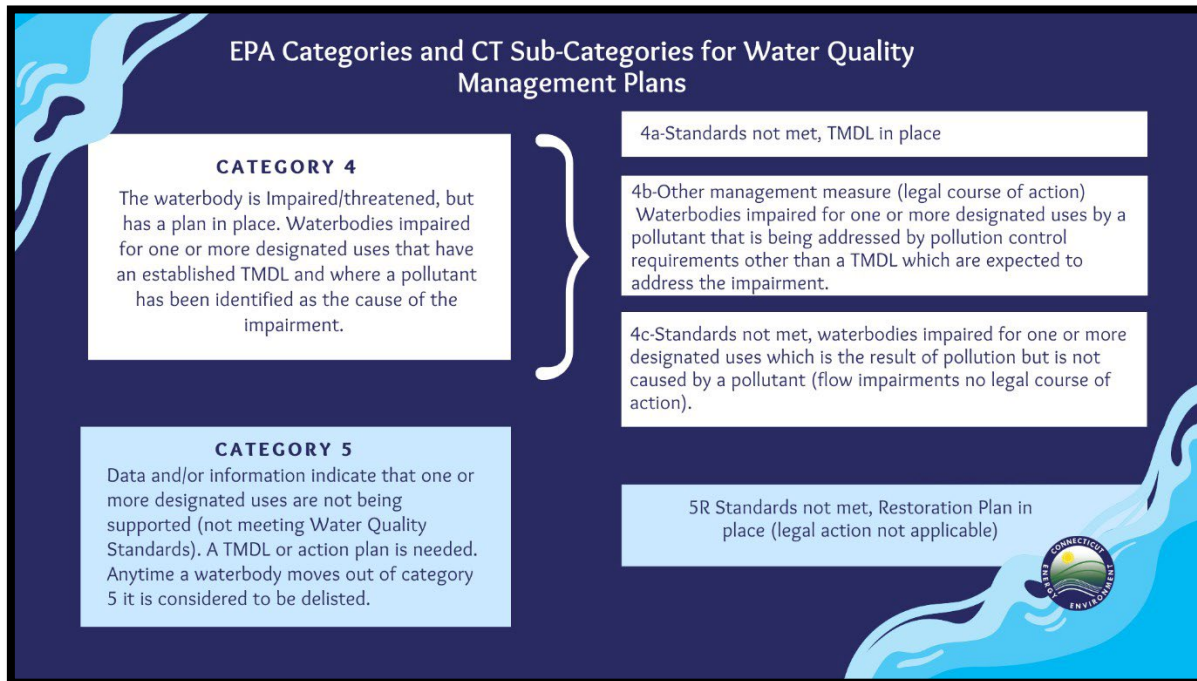 EPA Categories and CT Sub-Categories for Water Quality
Management Plans
CATEGORY 4
The waterbody is Impaired/threatened, but
has a plan in place. Waterbodies impaired
for one or more designated uses that have
an established TMDL and where a pollutant
has been identified as the cause of the
impairment.
4a-Standards not met, TMDL in place
4b-Other management measure (legal course of action)
Waterbodies impaired for one or more designated uses by a
pollutant that is being addressed by pollution control
requirements other than a TMDL which are expected to
address the impairment.
4c-Standards not met, waterbodies impaired for one or more
designated uses which is the result of pollution but is not
caused by a pollutant (flow impairments no legal course of
action).
CATEGORY 5
Data and/or information indicate that one or
more designated uses are not being
supported (not meeting Water Quality
Standards). A TMDL or action plan is needed.
Anytime a waterbody moves out of category
5 it is considered to be delisted.
5R Standards not met, Restoration Plan in
place (legal action not applicable)
CONNECTICUT
ENERGY
ENVIRONMENT